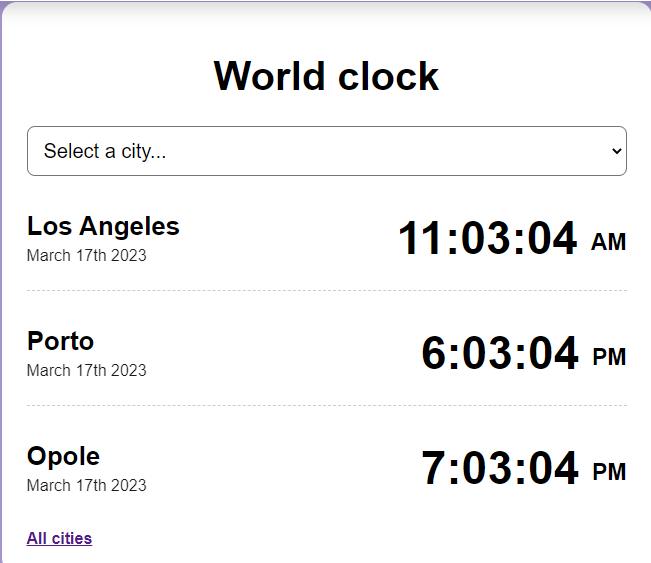 World clock
Select a city...
Los Angeles
11:03:04 AM
March 17th 2023
Porto
6:03:04 PM
March 17th 2023
Opole
7:03:04 PM
March 17th 2023
All cities